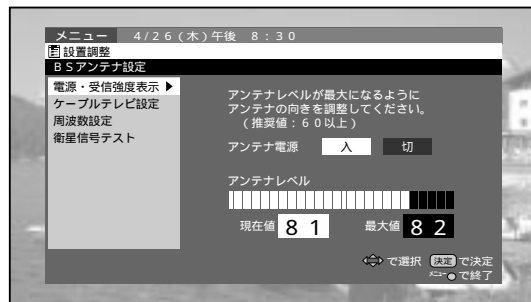 メニュー 4/26(木)午後 8:30
設置調整
BSアンテナ設定
電源・受信強度表示 ▶
ケーブルテレビ設定
周波数設定
衛星信号テスト
アンテナレベルが最大になるように
アンテナの向きを調整してください。
(推奨値:60以上)
アンテナ電源 入 切
アンテナレベル
現在値 81 最大値 82
で選択 決定 で決定
メニュー で終了